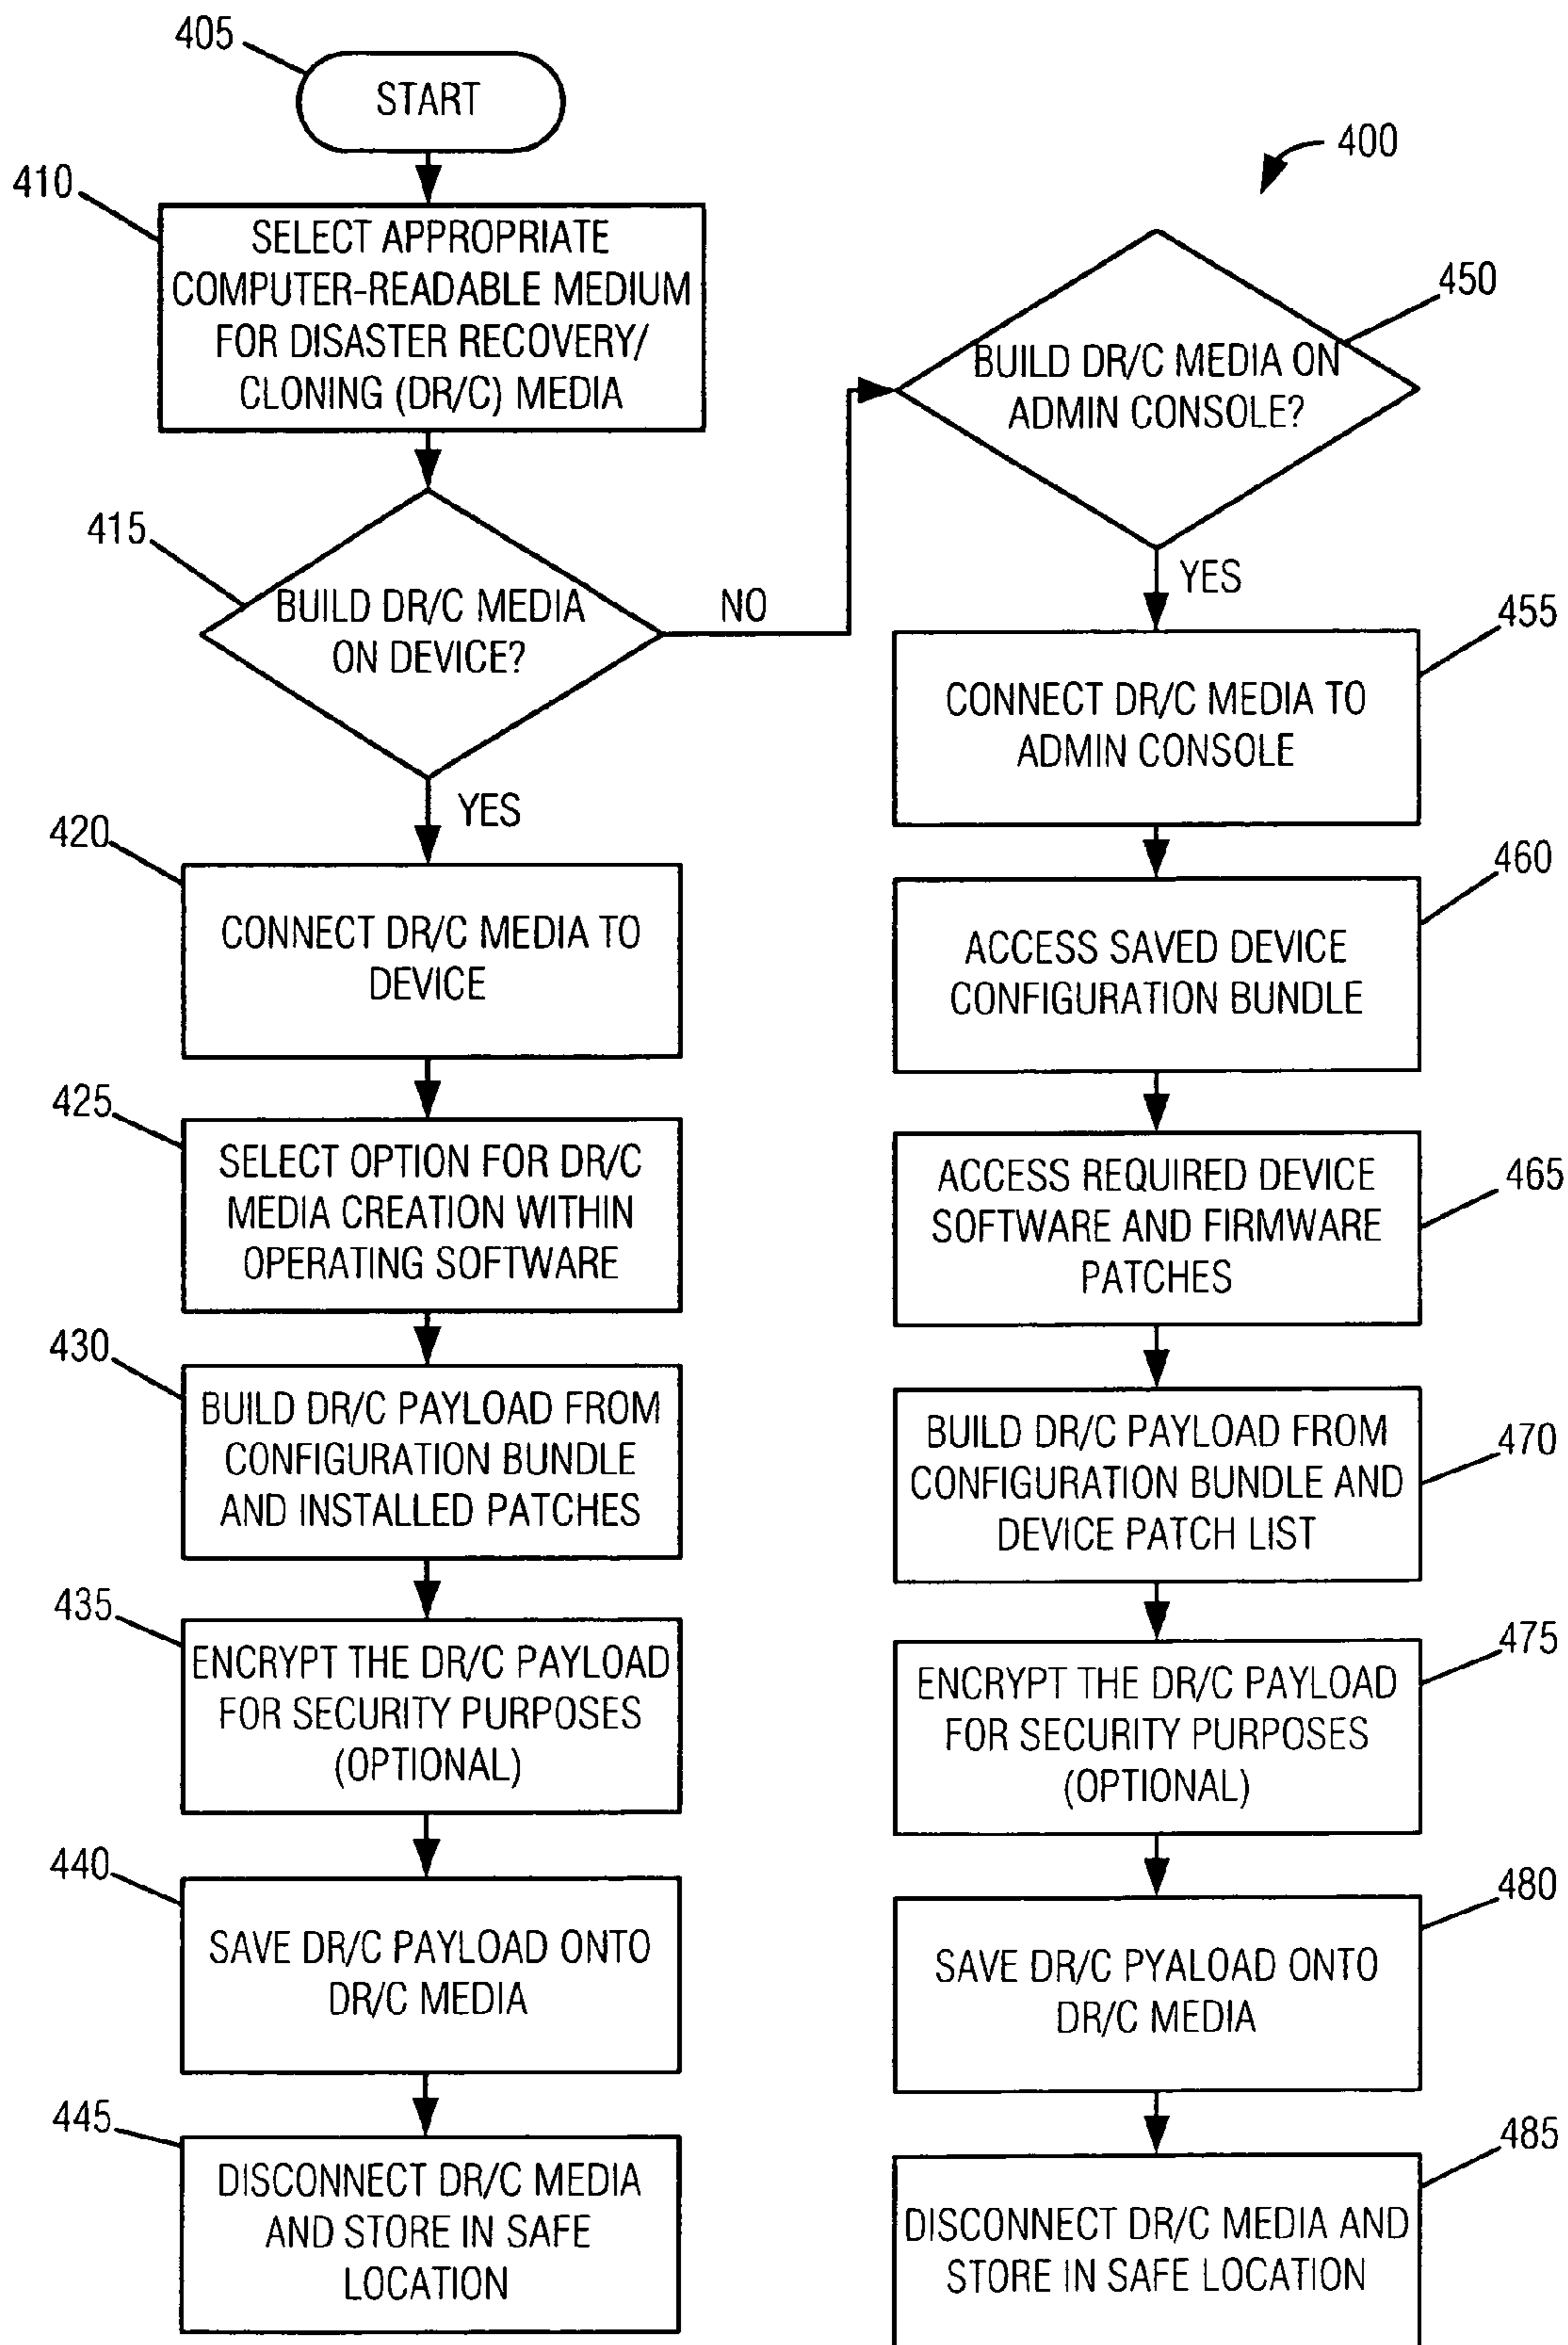 405
START
410
SELECT APPROPRIATE
COMPUTER-READABLE MEDIUM
FOR DISASTER RECOVERY/
CLONING (DR/C) MEDIA
415
BUILD DR/C MEDIA
ON DEVICE?
NO
YES
420
CONNECT DR/C MEDIA TO
DEVICE
425
SELECT OPTION FOR DR/C
MEDIA CREATION WITHIN
OPERATING SOFTWARE
430
BUILD DR/C PAYLOAD FROM
CONFIGURATION BUNDLE
AND INSTALLED PATCHES
435
ENCRYPT THE DR/C PAYLOAD
FOR SECURITY PURPOSES
(OPTIONAL)
440
SAVE DR/C PAYLOAD ONTO
DR/C MEDIA
445
DISCONNECT DR/C MEDIA
AND STORE IN SAFE
LOCATION
400
450
BUILD DR/C MEDIA ON
ADMIN CONSOLE?
YES
455
CONNECT DR/C MEDIA TO
ADMIN CONSOLE
460
ACCESS SAVED DEVICE
CONFIGURATION BUNDLE
465
ACCESS REQUIRED DEVICE
SOFTWARE AND FIRMWARE
PATCHES
470
BUILD DR/C PAYLOAD FROM
CONFIGURATION BUNDLE AND
DEVICE PATCH LIST
475
ENCRYPT THE DR/C PAYLOAD
FOR SECURITY PURPOSES
(OPTIONAL)
480
SAVE DR/C PYALOAD ONTO
DR/C MEDIA
485
DISCONNECT DR/C MEDIA AND
STORE IN SAFE LOCATION